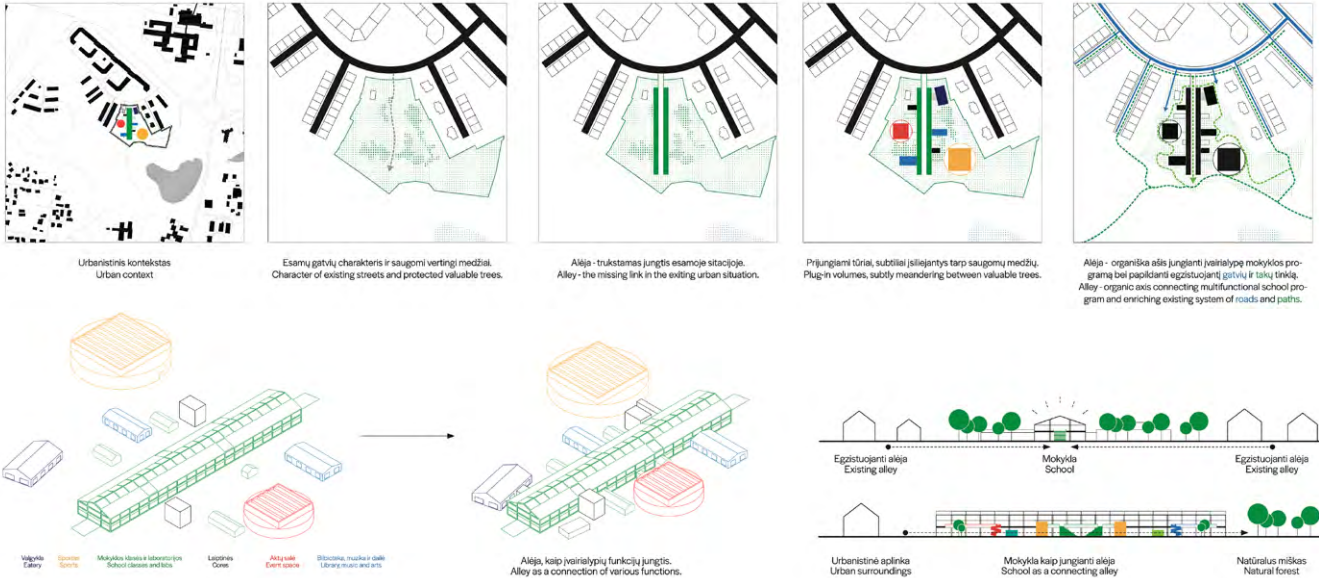 Urbanistinis kontekstas
Urban context
Esamų gatvių charakteris ir saugomi vertingi medžiai.
Character of existing streets and protected valuable trees.
Alėja - trukstamas jungtis esamoje sitacijoje.
Alley - the missing link in the exiting urban situation.
Prijungiami tūriai, subtiliai įsiliejantys tarp saugomų medžių.
Plug-in volumes, subtly meandering between valuable trees.
Alėja - organiška ašis jungianti įvairialypę mokyklos pro-
gramą bei papildanti egzistuojantį gatvių ir takų tinklą.
Alley - organic axis connecting multifunctional school pro-
gram and enriching existing system of roads and paths.
Valgykla
Eatery
Sportas
Sports
Mokyklos klasės ir laboratorijos
School classes and labs
Laiptinės
Cores
Aktų salė
Event space
Biblioteka, muzika ir dailė
Library, music and arts
Alėja, kaip įvairialypių funkcijų jungtis.
Alley as a connection of various functions.
Egzistuojanti alėja
Existing alley
Mokykla
School
Egzistuojanti alėja
Existing alley
Urbanistinė aplinka
Urban surroundings
Mokykla kaip jungianti alėja
School as a connecting alley
Natūralus miškas
Natural forest